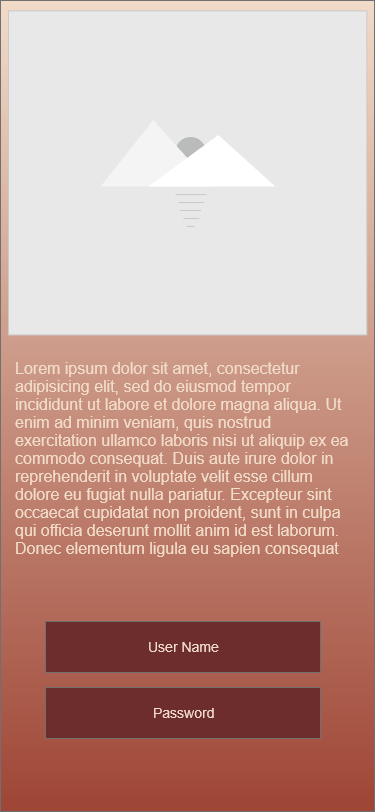 Lorem ipsum dolor sit amet, consectetur
adipisicing elit, sed do eiusmod tempor
incididunt ut labore et dolore magna aliqua. Ut
enim ad minim veniam, quis nostrud
exercitation ullamco laboris nisi ut aliquip ex ea
commodo consequat. Duis aute irure dolor in
reprehenderit in voluptate velit esse cillum
dolore eu fugiat nulla pariatur. Excepteur sint
occaecat cupidatat non proident, sunt in culpa
qui officia deserunt mollit anim id est laborum.
Donec elementum ligula eu sapien consequat
User Name
Password